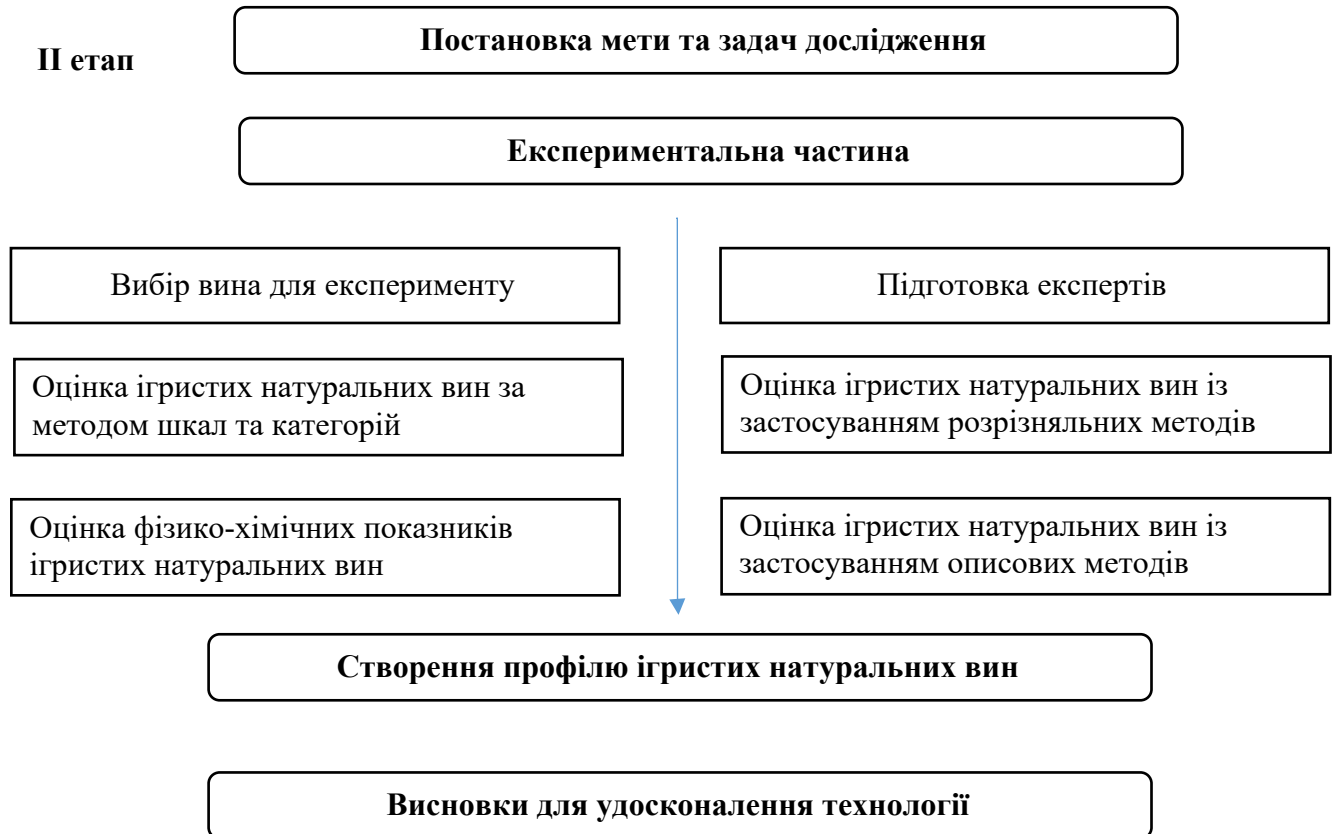 Постановка мети та задач дослідження
ІІ етап
Експериментальна частина
Вибір вина для експерименту
Підготовка експертів
Оцінка ігристих натуральних вин за
методом шкал та категорій
Оцінка ігристих натуральних вин із
застосуванням розрізняльних методів
Оцінка фізико-хімічних показників
ігристих натуральних вин
Оцінка ігристих натуральних вин із
застосуванням описових методів
Створення профілю ігристих натуральних вин
Висновки для удосконалення технології